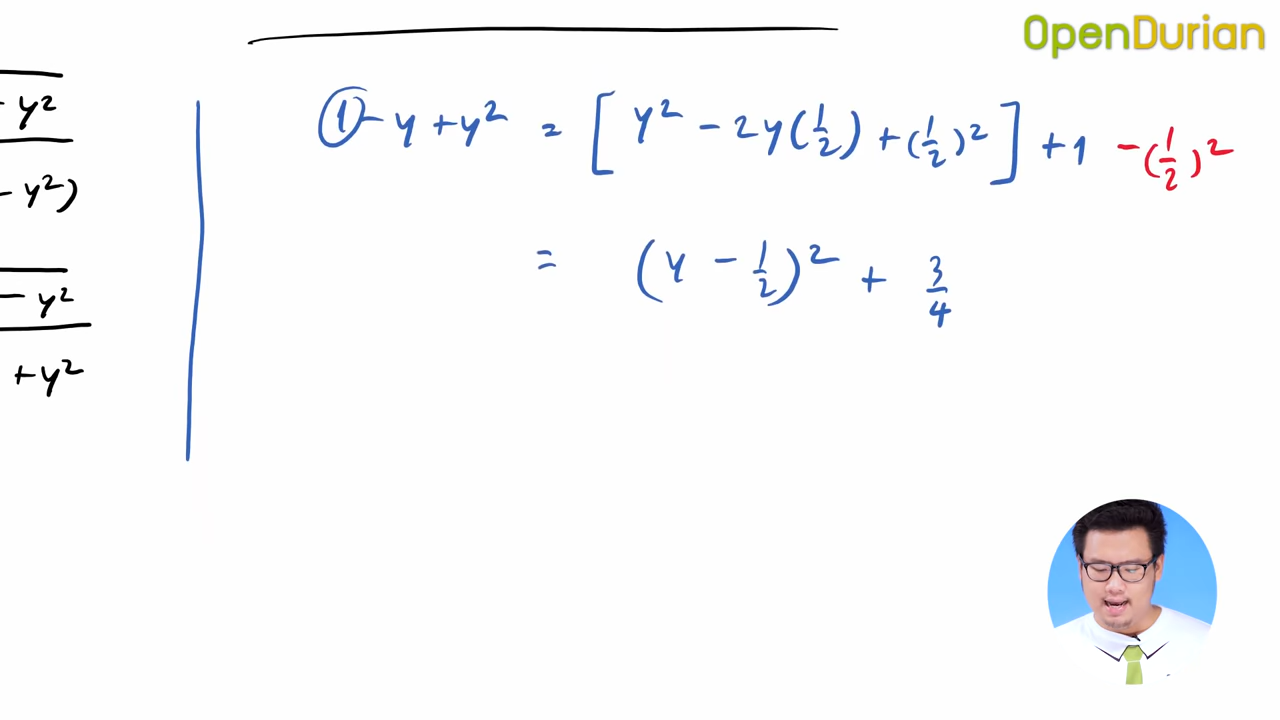 OpenDurian
- y²
- y²)
- y²
+y²
1 - y + y² = [ y² - 2y(1/2) + (1/2)² ] + 1 - (1/2)²
= (y - 1/2)² + 3/4